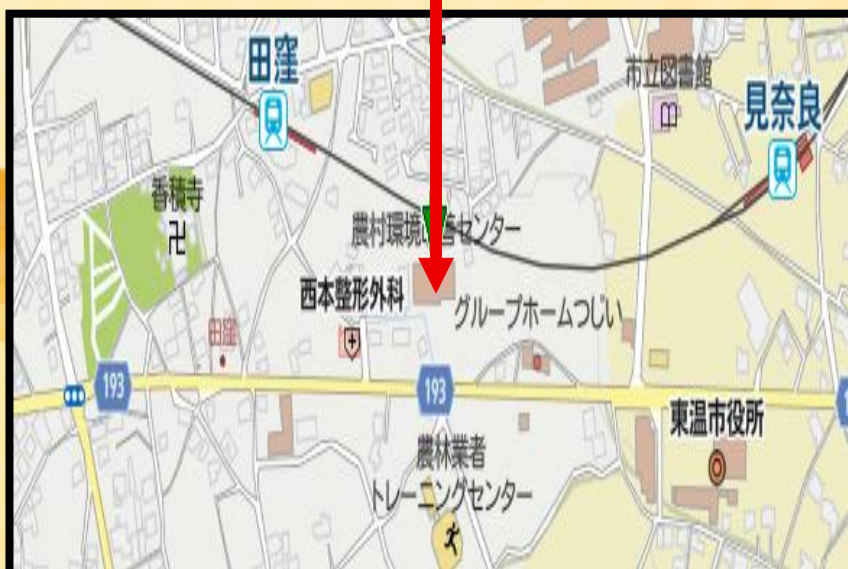 田窪
市立図書館
見奈良
香積寺
農村環境改善センター
西本整形外科
グループホームつじい
田窪
193
193
1
東温市役所
農林業者
トレーニングセンター